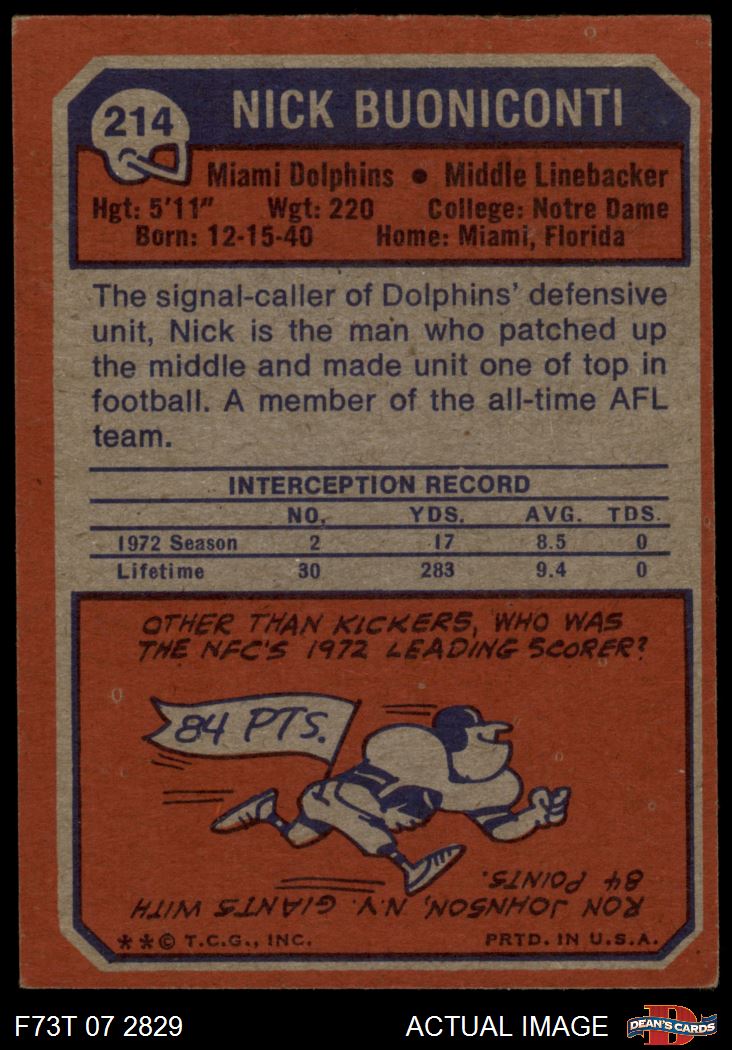 214
NICK BUONICONTI
Miami Dolphins • Middle Linebacker
Hgt: 5'11" Wgt: 220 College: Notre Dame
Born: 12-15-40 Home: Miami, Florida
The signal-caller of Dolphins' defensive
unit, Nick is the man who patched up
the middle and made unit one of top in
football. A member of the all-time AFL
team.
INTERCEPTION RECORD
NO. YDS. AVG. TDS.
1972 Season 2 17 8.5 0
Lifetime 30 283 9.4 0
OTHER THAN KICKERS, WHO WAS
THE NFC'S 1972 LEADING SCORER?
84 PTS.
RON JOHNSON, N.Y. GIANTS WITH
84 POINTS.
**© T.C.G., INC. PRTD. IN U.S.A.
F73T 07 2829 ACTUAL IMAGE
D
DEAN'S CARDS